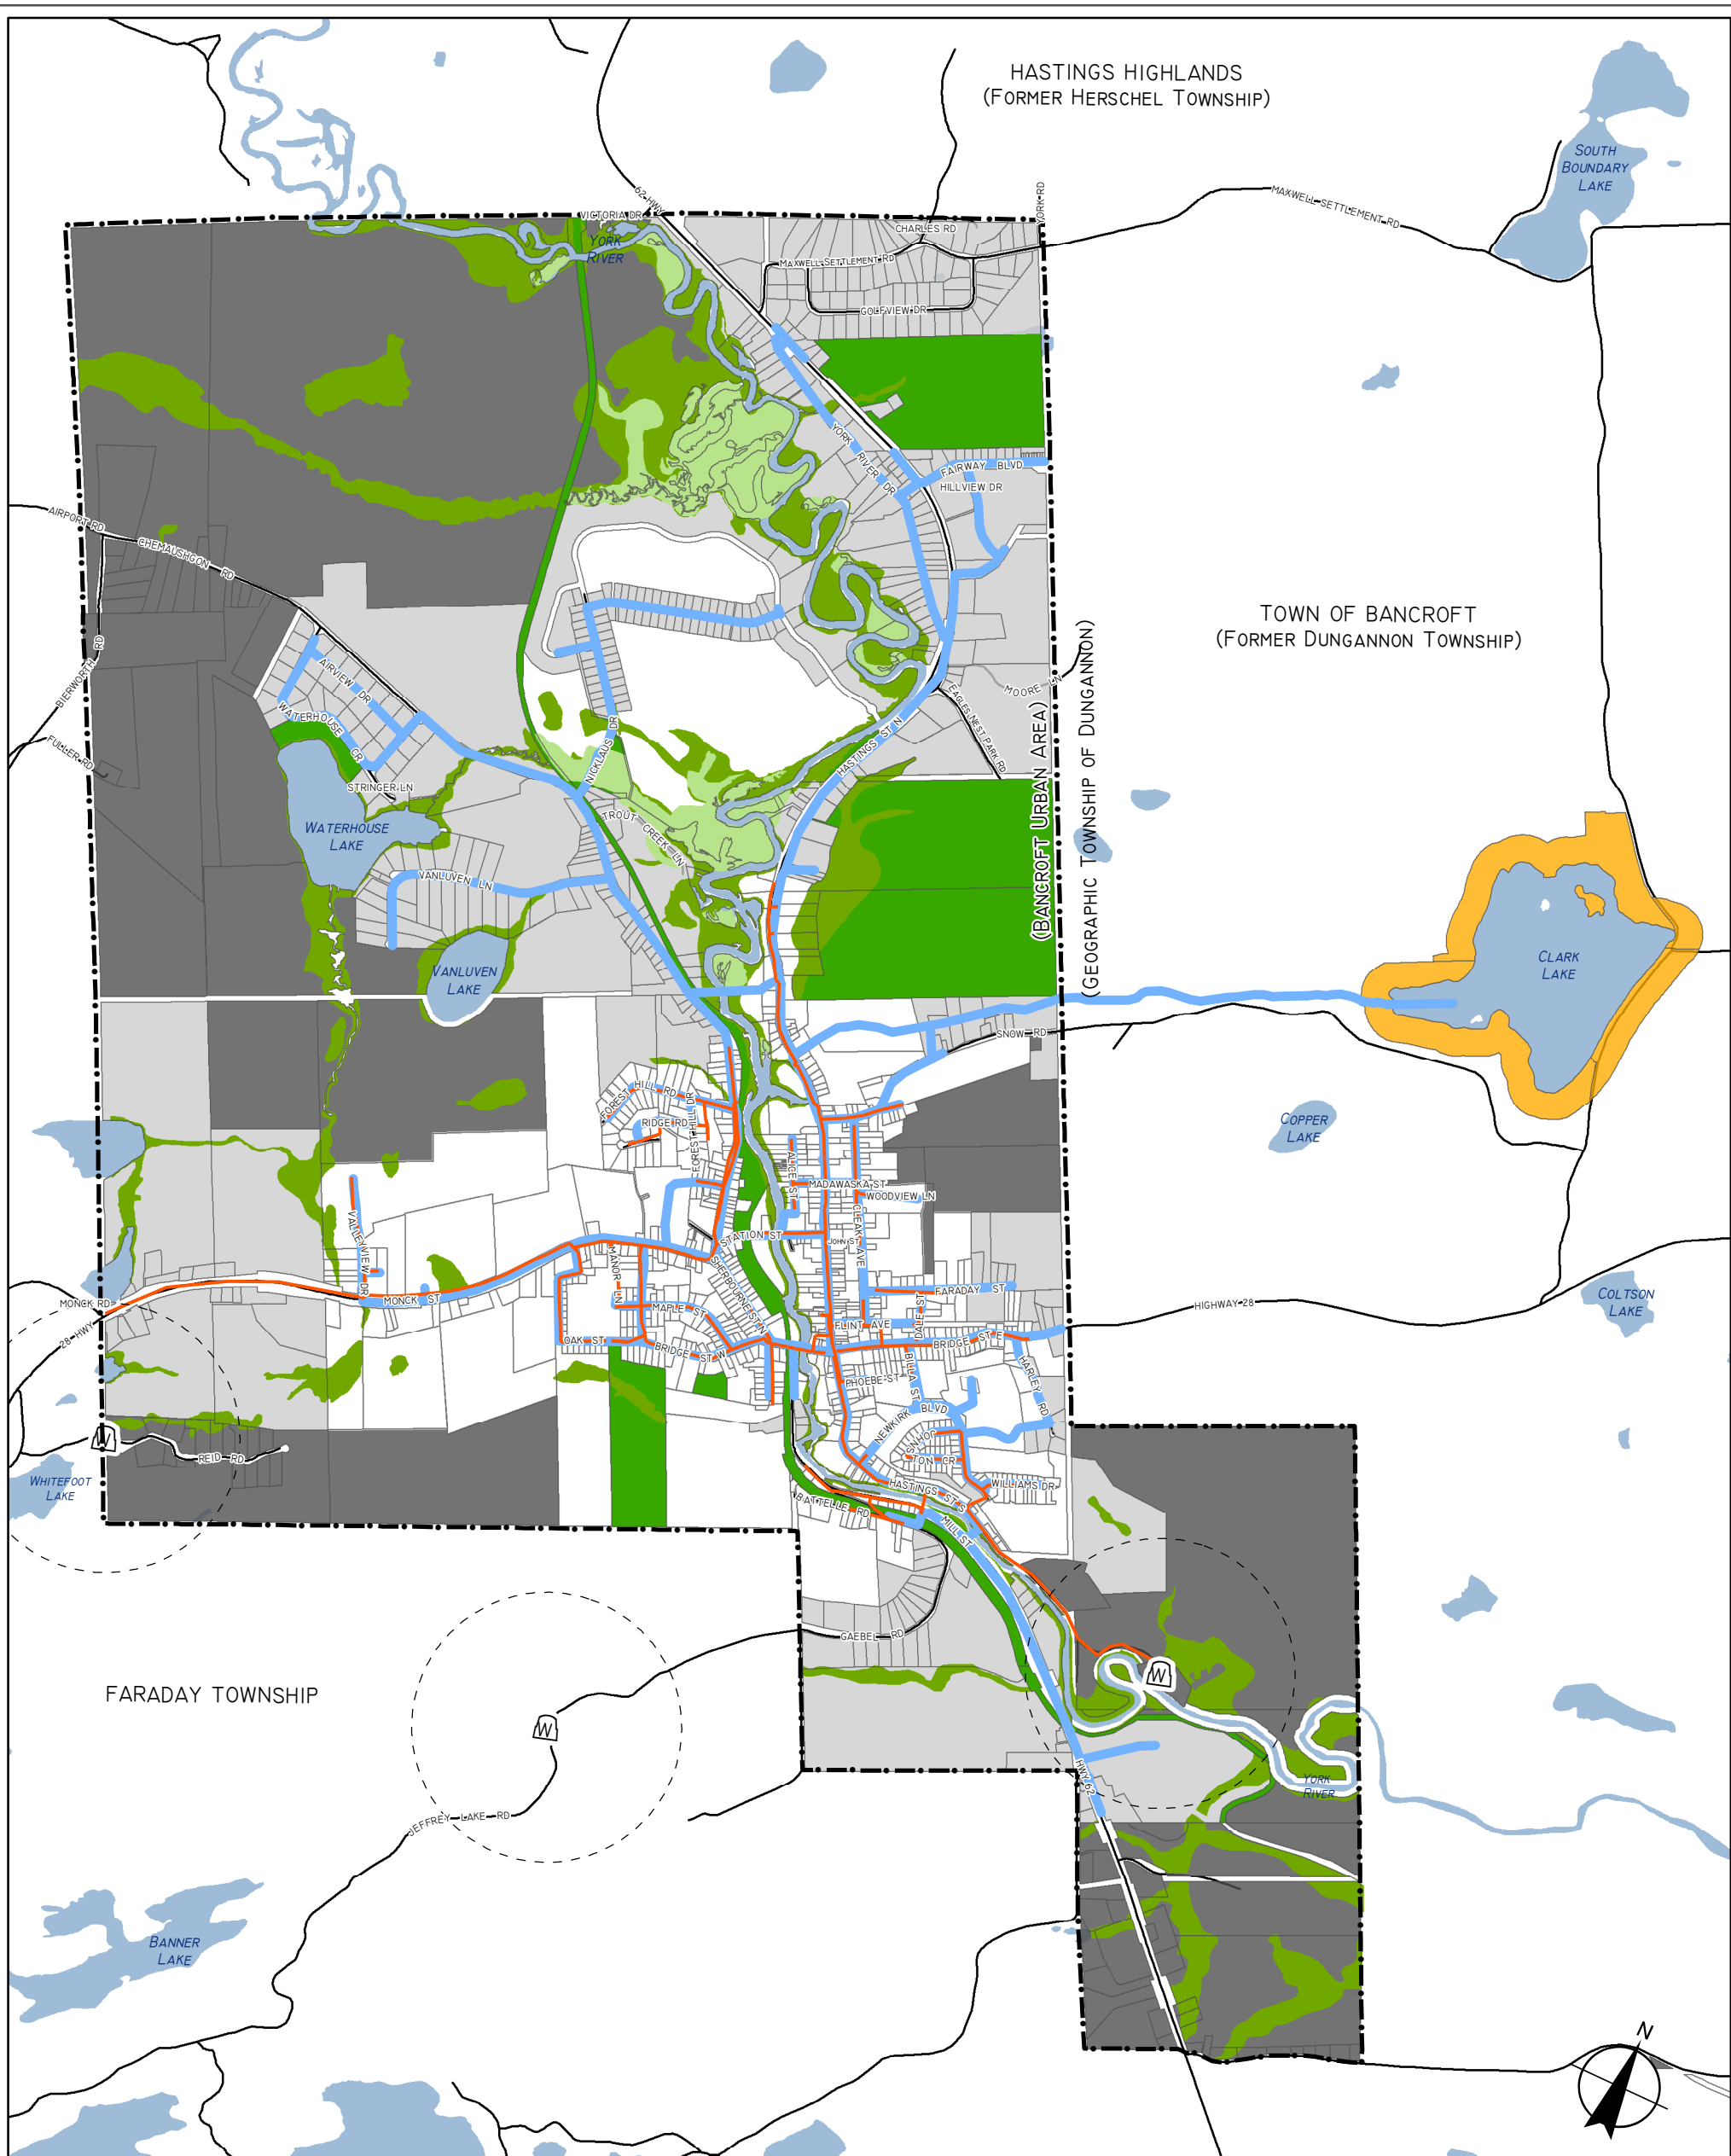 HASTINGS HIGHLANDS
(FORMER HERSCHEL TOWNSHIP)
SOUTH
BOUNDARY
LAKE
62 HWY
VICTORIA DR
YORK RD
MAXWELL SETTLEMENT RD
CHARLES RD
YORK
RIVER
MAXWELL SETTLEMENT RD
GOLFVIEW DR
YORK RIVER DR
FAIRWAY BLVD
HILLVIEW DR
AIRPORT RD
CHEMAUSHGON RD
TOWN OF BANCROFT
(FORMER DUNGANNON TOWNSHIP)
BIERWORTH RD
AIRVIEW DR
MOORE LN
EAGLES NEST PARK RD
WATERHOUSE CR
FULLER RD
NICKLAUS DR
HASTINGS ST N
STRINGER LN
(BANCROFT URBAN AREA)
(GEOGRAPHIC TOWNSHIP OF DUNGANNON)
WATERHOUSE
LAKE
TROUT CREEK LN
VANLUVEN LN
VANLUVEN
LAKE
CLARK
LAKE
SNOW RD
FOREST HILL RD
RIDGE RD
FOREST HILL DR
COPPER
LAKE
ALICE ST
MADAWASKA ST
WOODVIEW LN
CLEAK AVE
VALLEYVIEW DR
STATION ST
JOHN ST
MANOR LN
SHERBOURNE ST N
FARADAY ST
MONCK RD
MONCK ST
MAPLE ST
DALE ST
HIGHWAY 28
COLTSON
LAKE
28 HWY
FLINT AVE
OAK ST
BRIDGE ST W
BRIDGE ST E
BILLA ST
HARLEY RD
PHOEBE ST
NEWKIRK BLVD
JOHNSTON CR
W
REID RD
WHITEFOOT
LAKE
HASTINGS ST S
WILLIAMS DR
BATTELLE RD
MILL ST
GAEBEL RD
FARADAY TOWNSHIP
W
W
HWY 62
YORK
RIVER
JEFFREY LAKE RD
BANNER
LAKE
N